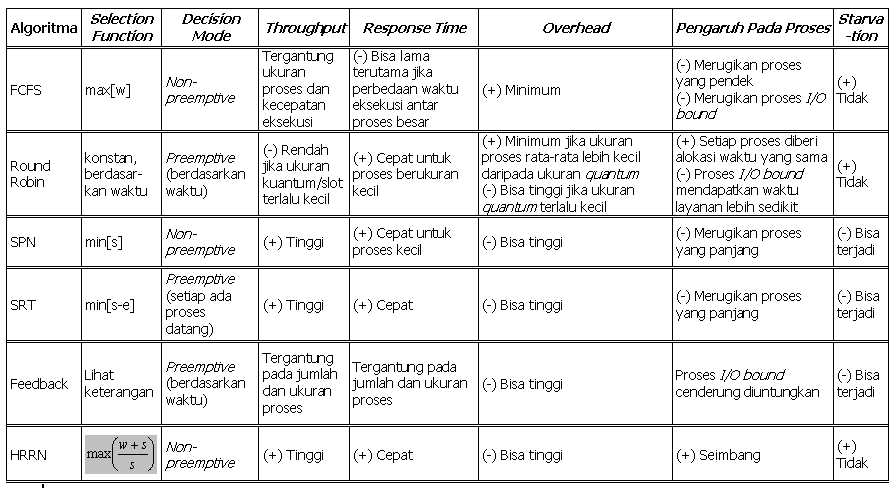 Algoritma
Selection
Function
Decision
Mode
Throughput
Response Time
Overhead
Pengaruh Pada Proses
Starva
-tion
FCFS
max[w]
Non-
preemptive
Tergantung
ukuran
proses dan
kecepatan
eksekusi
(-) Bisa lama
terutama jika
perbedaan waktu
eksekusi antar
proses besar
(+) Minimum
(-) Merugikan proses
yang pendek
(-) Merugikan proses I/O
bound
(+)
Tidak
Round
Robin
konstan,
berdasar-
kan waktu
Preemptive
(berdasarkan
waktu)
(-) Rendah
jika ukuran
kuantum/slot
terlalu kecil
(+) Cepat untuk
proses berukuran
kecil
(+) Minimum jika ukuran
proses rata-rata lebih kecil
daripada ukuran quantum
(-) Bisa tinggi jika ukuran
quantum terlalu kecil
(+) Setiap proses diberi
alokasi waktu yang sama
(-) Proses I/O bound
mendapatkan waktu
layanan lebih sedikit
(+)
Tidak
SPN
min[s]
Non-
preemptive
(+) Tinggi
(+) Cepat untuk
proses kecil
(-) Bisa tinggi
(-) Merugikan proses
yang panjang
(-) Bisa
terjadi
SRT
min[s-e]
Preemptive
(setiap ada
proses
datang)
(+) Tinggi
(+) Cepat
(-) Bisa tinggi
(-) Merugikan proses
yang panjang
(-) Bisa
terjadi
Feedback
Lihat
keterangan
Preemptive
(berdasarkan
waktu)
Tergantung
pada jumlah
dan ukuran
proses
Tergantung pada
jumlah dan ukuran
proses
(-) Bisa tinggi
Proses I/O bound
cenderung diuntungkan
(-) Bisa
terjadi
HRRN
max(w+s/s)
Non-
preemptive
(+) Tinggi
(+) Cepat
(-) Bisa tinggi
(+) Seimbang
(+)
Tidak